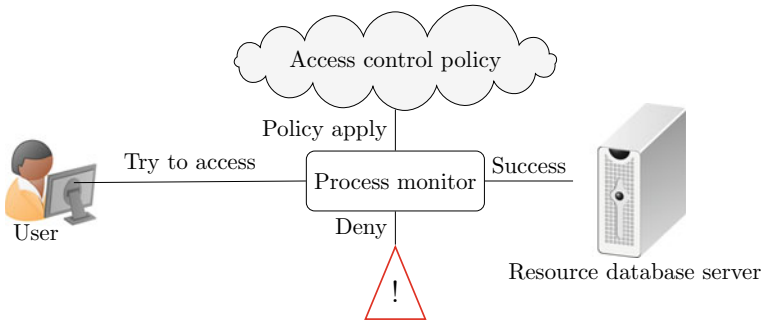 Access control policy
Policy apply
Try to access
Process monitor
Success
User
Deny
!
Resource database server